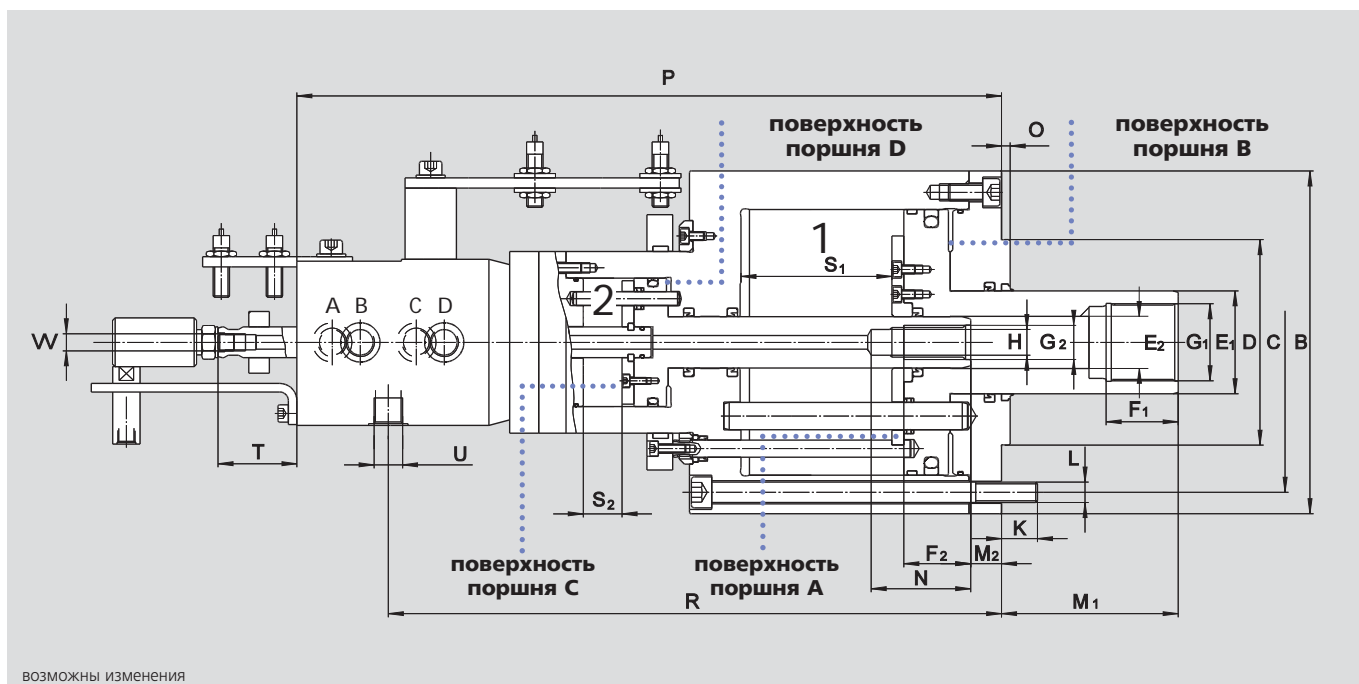 P
поверхность
поршня D
O
поверхность
поршня B
1
S₁
2
A B C D
W
H G₂ E₂ G₁ E₁ D C B
F₁
T
U
S₂
L
K
F₂ M₂
N
поверхность
поршня C
поверхность
поршня A
R
M₁
возможны изменения